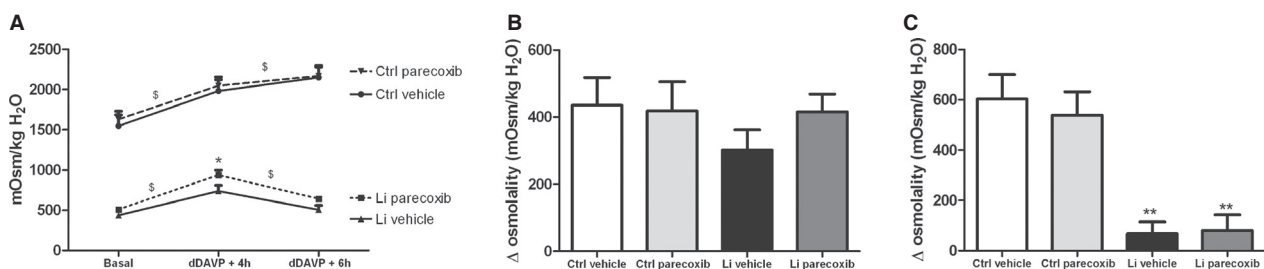 A
mOsm/kg H2O
2500
2000
1500
1000
500
0
$
$
$
*
$
Ctrl parecoxib
Ctrl vehicle
Li parecoxib
Li vehicle
Basal
dDAVP + 4h
dDAVP + 6h
B
Δ osmolality (mOsm/kg H2O)
600
400
200
0
Ctrl vehicle
Ctrl parecoxib
Li vehicle
Li parecoxib
C
Δ osmolality (mOsm/kg H2O)
800
600
400
200
0
**
**
Ctrl vehicle
Ctrl parecoxib
Li vehicle
Li parecoxib